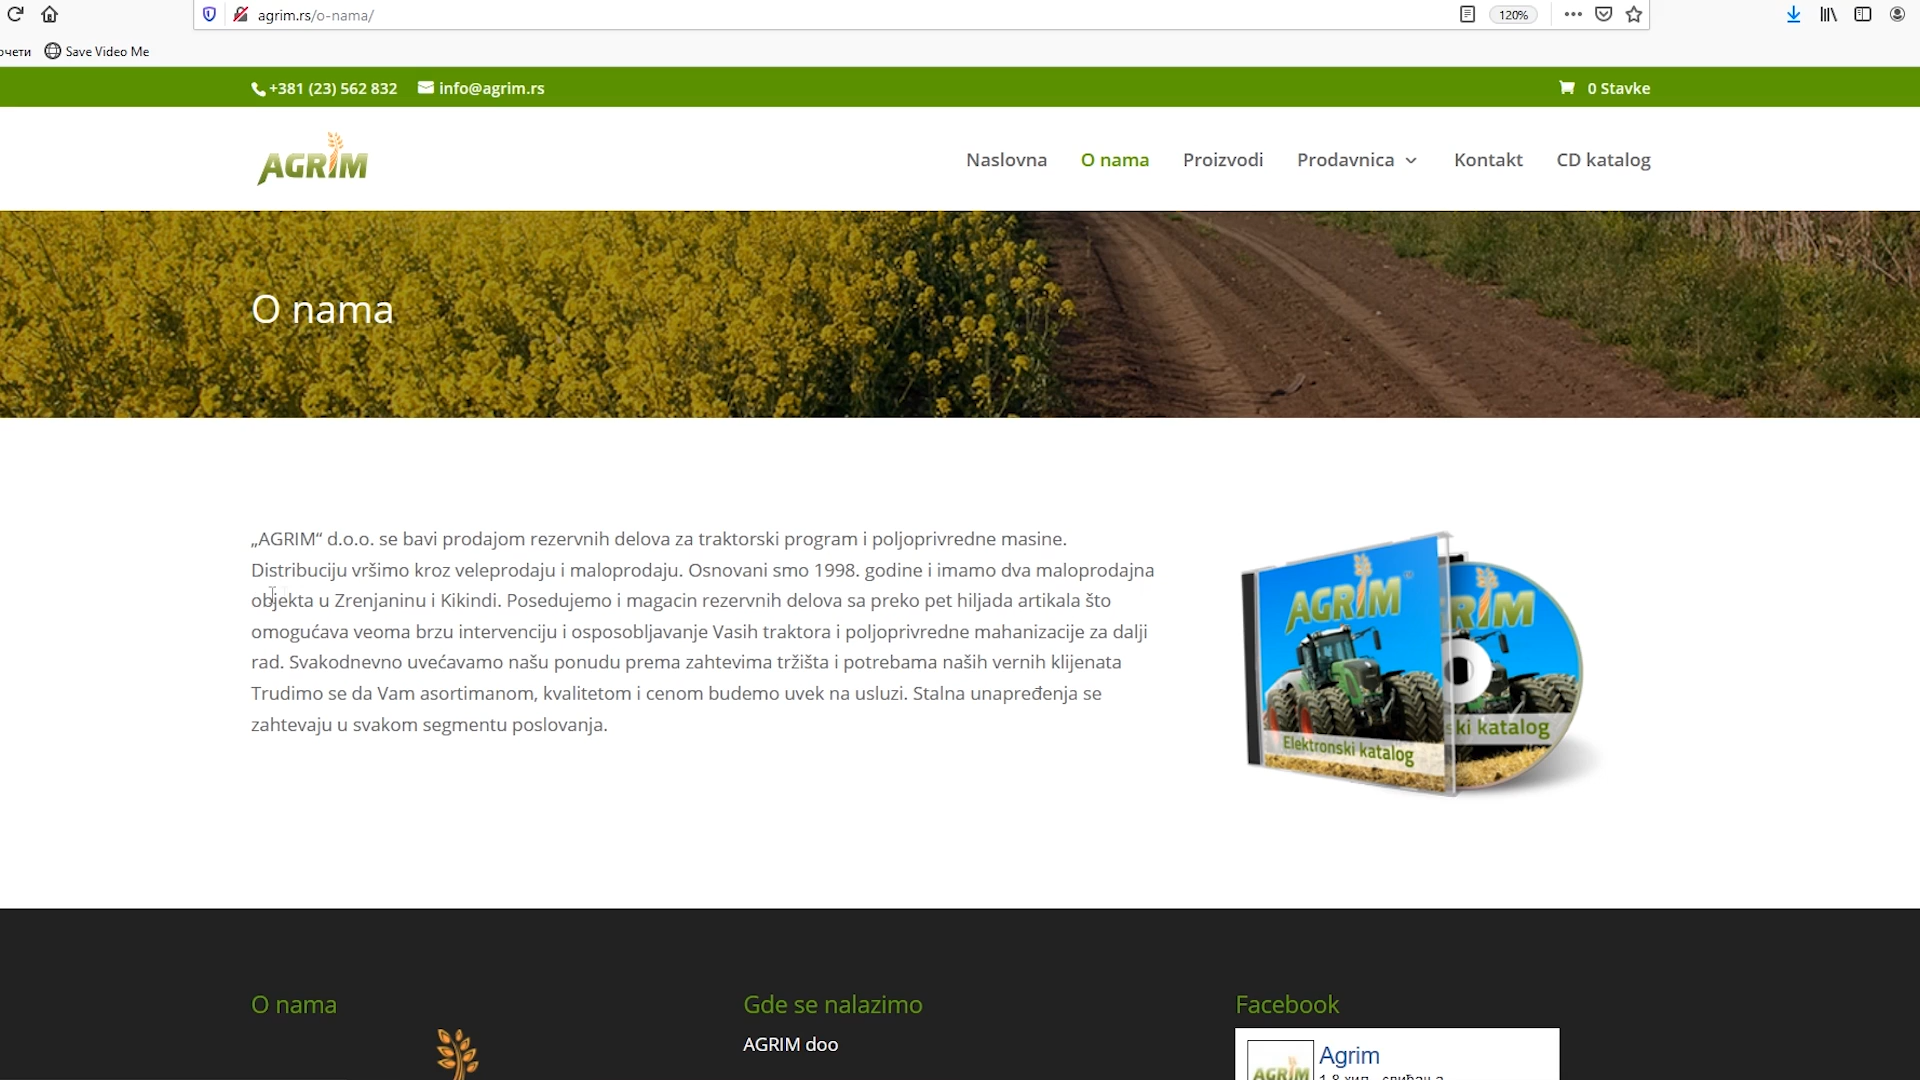 agrim.rs/o-nama/
120%
Save Video Me
+381 (23) 562 832
info@agrim.rs
0 Stavke
AGRIM
Naslovna
O nama
Proizvodi
Prodavnica
Kontakt
CD katalog
O nama
„AGRIM“ d.o.o. se bavi prodajom rezervnih delova za traktorski program i poljoprivredne masine.
Distribuciju vršimo kroz veleprodaju i maloprodaju. Osnovani smo 1998. godine i imamo dva maloprodajna
objekta u Zrenjaninu i Kikindi. Posedujemo i magacin rezervnih delova sa preko pet hiljada artikala što
omogućava veoma brzu intervenciju i osposobljavanje Vasih traktora i poljoprivredne mahanizacije za dalji
rad. Svakodnevno uvećavamo našu ponudu prema zahtevima tržišta i potrebama naših vernih klijenata
Trudimo se da Vam asortimanom, kvalitetom i cenom budemo uvek na usluzi. Stalna unapređenja se
zahtevaju u svakom segmentu poslovanja.
AGRIM
Elektronski katalog
katalog
O nama
Gde se nalazimo
AGRIM doo
Facebook
AGRIM
Agrim